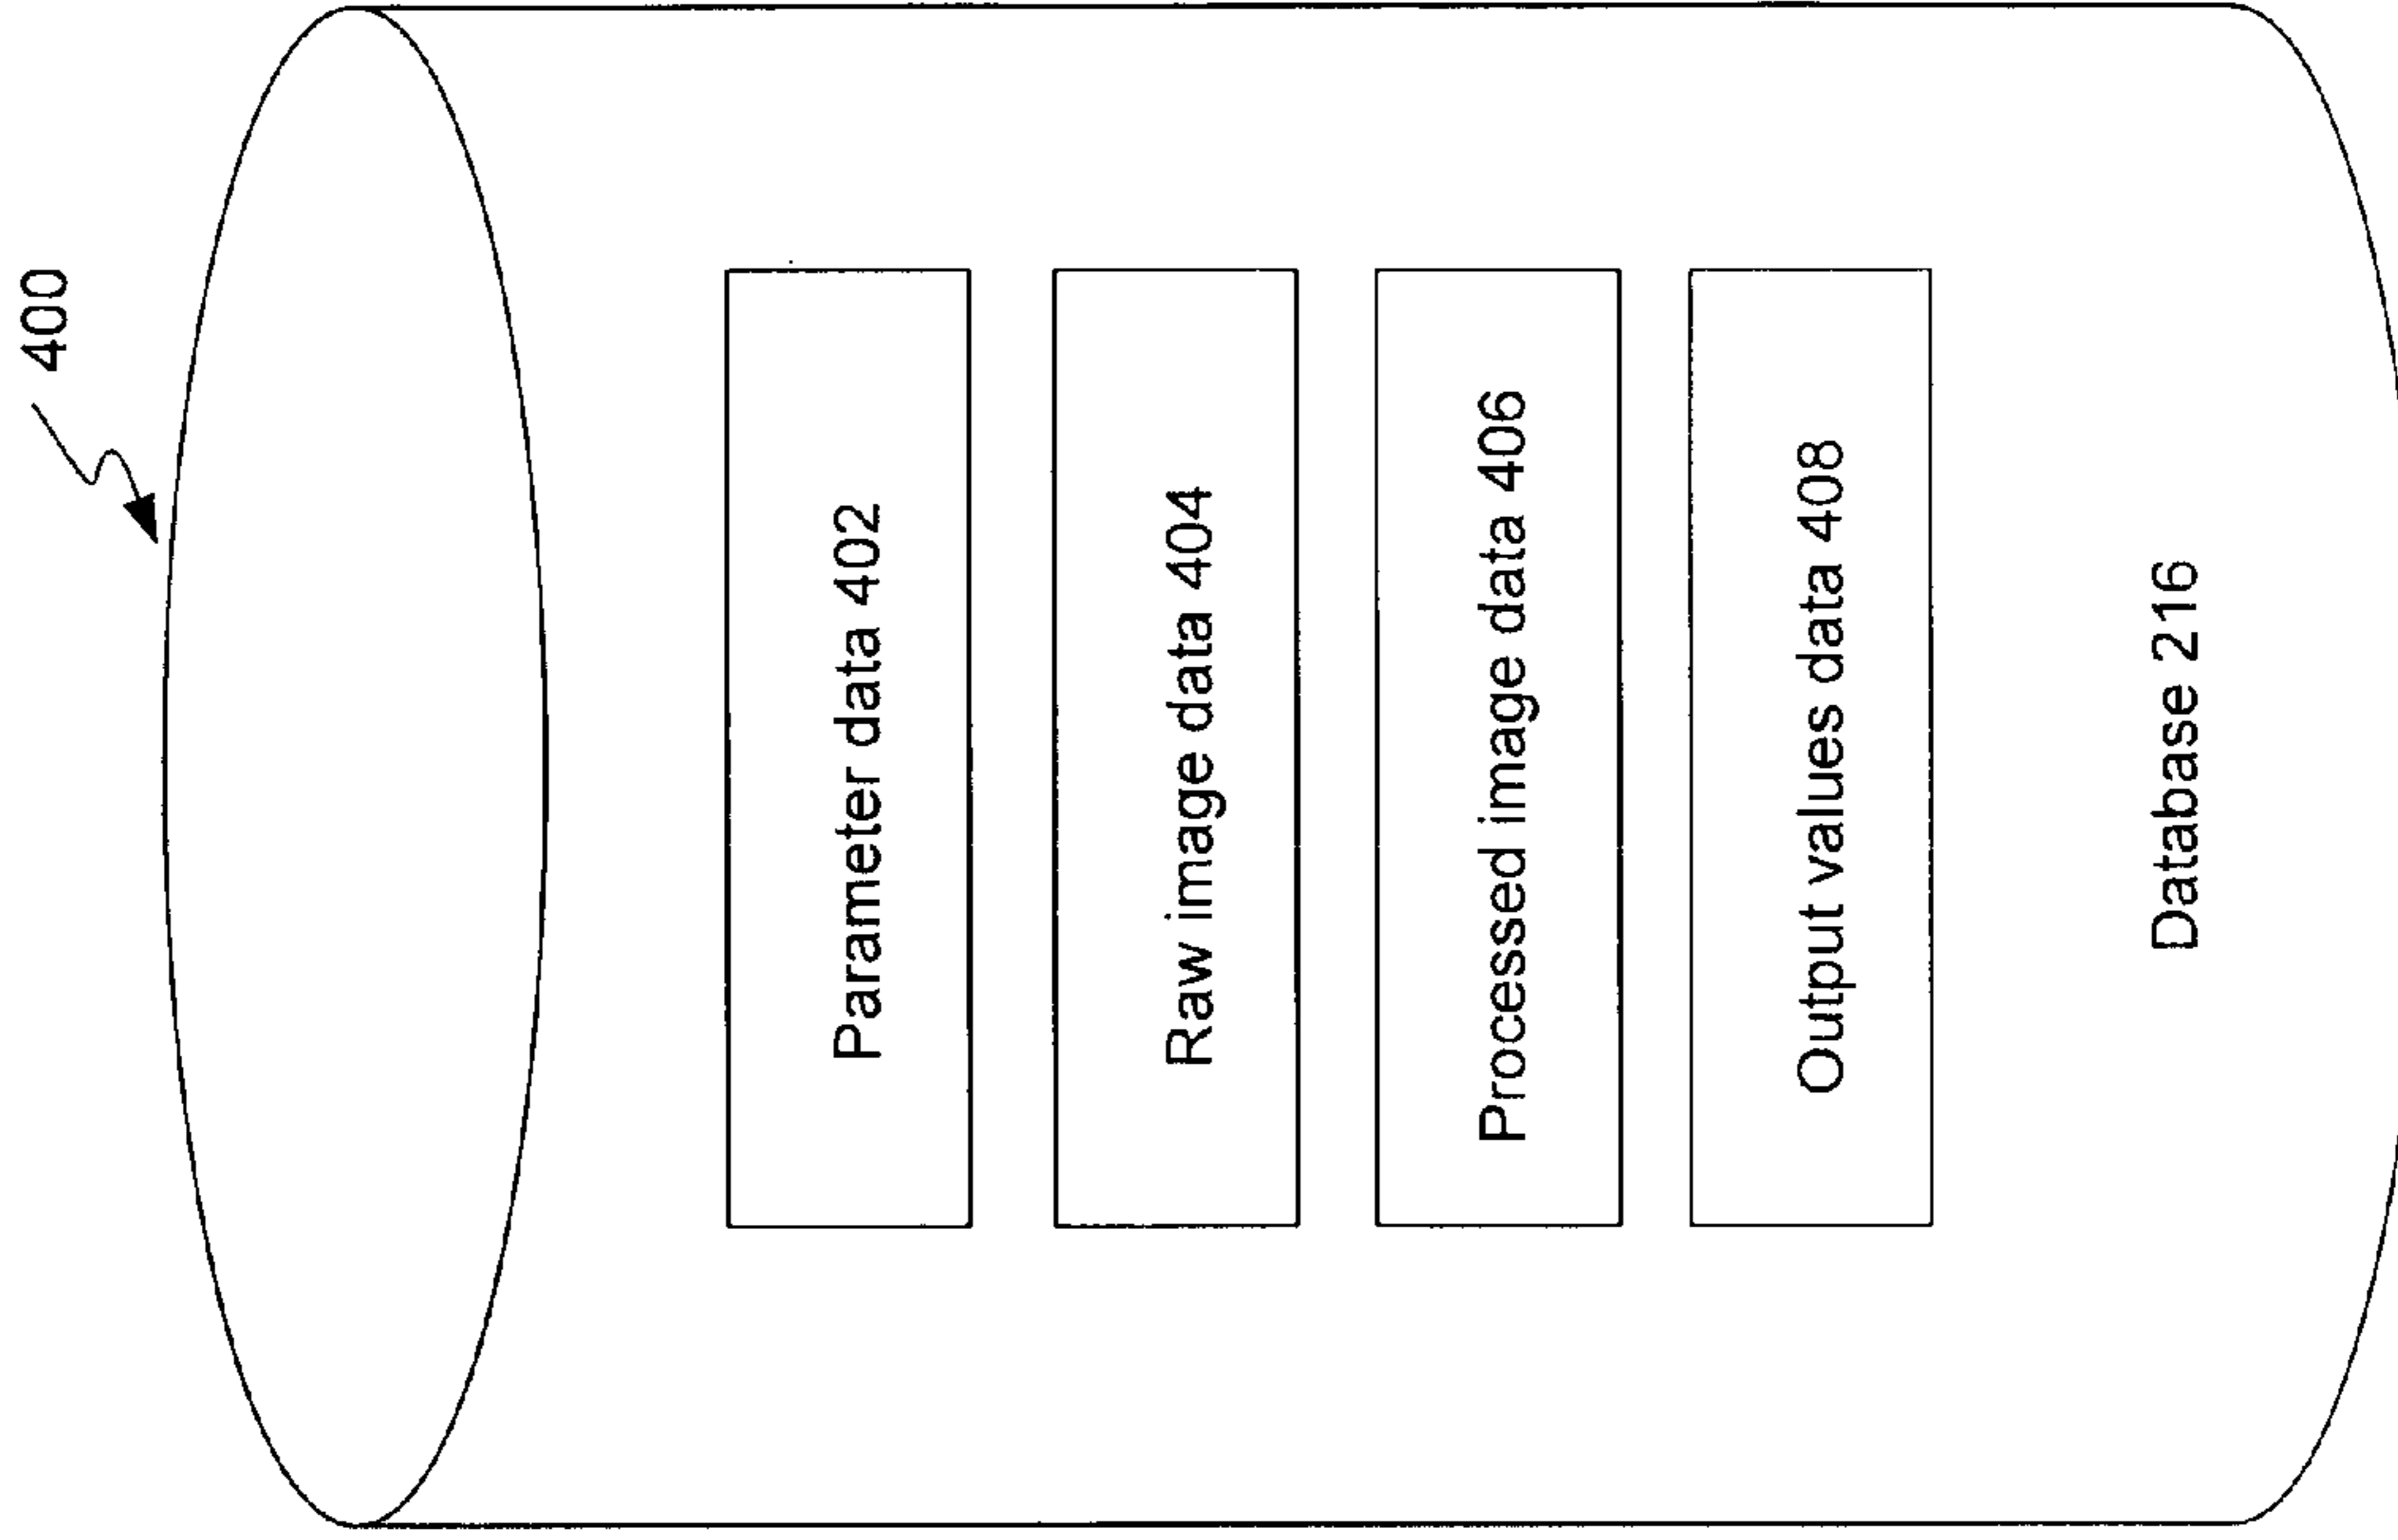 400
Parameter data 402
Raw image data 404
Processed image data 406
Output values data 408
Database 216